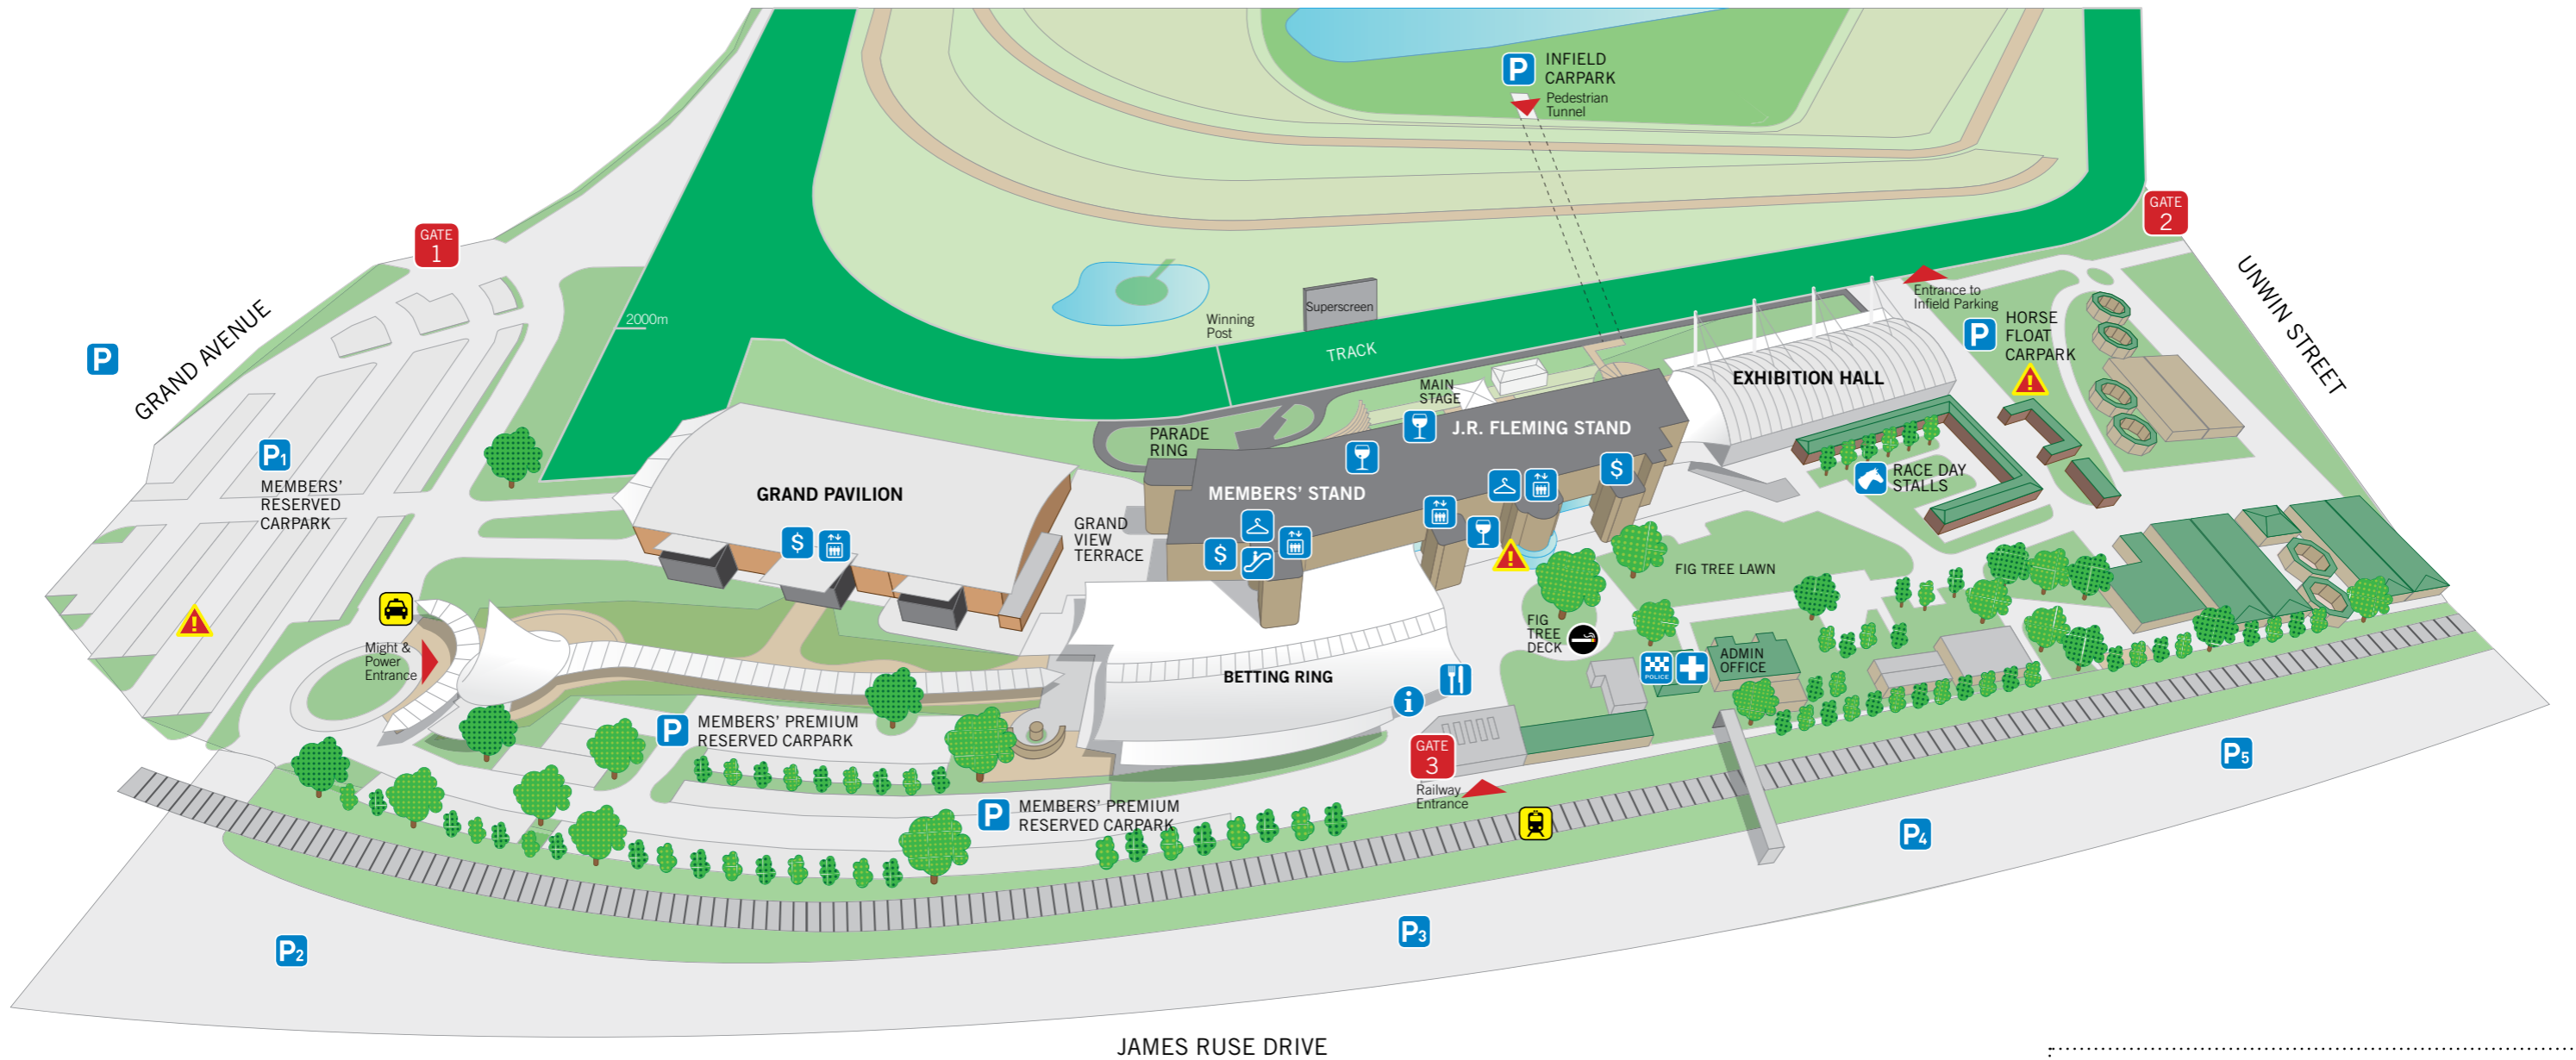 P
INFIELD
CARPARK
Pedestrian
Tunnel
GATE
1
GATE
2
GRAND AVENUE
UNWIN STREET
P
2000m
Superscreen
Winning
Post
TRACK
Entrance to
Infield Parking
P
HORSE
FLOAT
CARPARK
!
MAIN
STAGE
EXHIBITION HALL
PARADE
RING
J.R. FLEMING STAND
P1
MEMBERS'
RESERVED
CARPARK
GRAND PAVILION
MEMBERS' STAND
$
RACE DAY
STALLS
GRAND
VIEW
TERRACE
$
$
!
FIG TREE LAWN
!
Might &
Power
Entrance
FIG
TREE
DECK
POLICE
ADMIN
OFFICE
BETTING RING
i
P
MEMBERS' PREMIUM
RESERVED CARPARK
GATE
3
Railway
Entrance
P
MEMBERS' PREMIUM
RESERVED CARPARK
P5
P4
P3
P2
JAMES RUSE DRIVE